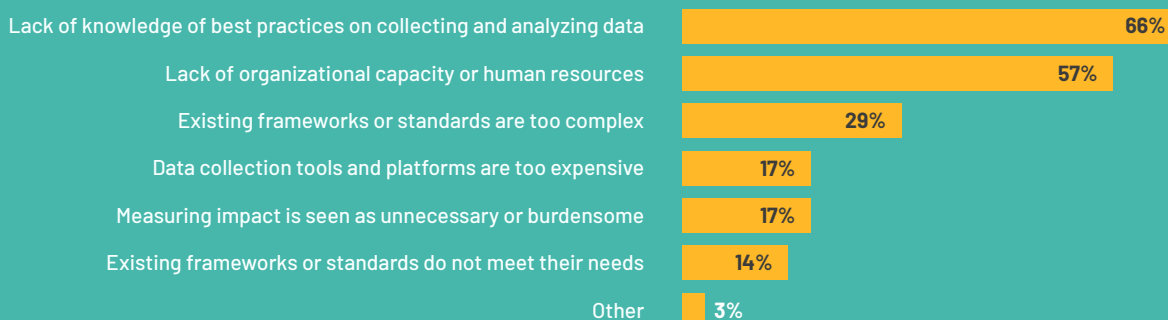 Lack of knowledge of best practices on collecting and analyzing data 66%
Lack of organizational capacity or human resources 57%
Existing frameworks or standards are too complex 29%
Data collection tools and platforms are too expensive 17%
Measuring impact is seen as unnecessary or burdensome 17%
Existing frameworks or standards do not meet their needs 14%
Other 3%